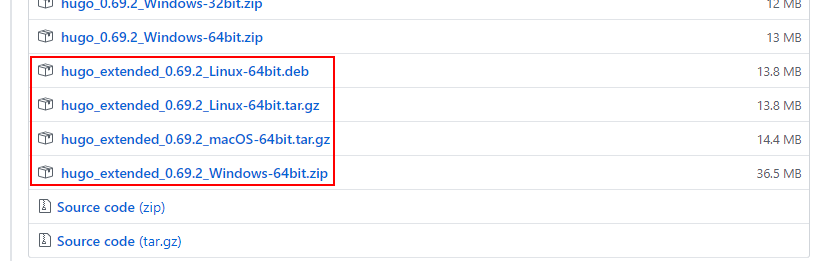 hugo_0.69.2_Windows-32bit.zip 12 MB
hugo_0.69.2_Windows-64bit.zip 13 MB
hugo_extended_0.69.2_Linux-64bit.deb 13.8 MB
hugo_extended_0.69.2_Linux-64bit.tar.gz 13.8 MB
hugo_extended_0.69.2_macOS-64bit.tar.gz 14.4 MB
hugo_extended_0.69.2_Windows-64bit.zip 36.5 MB
Source code (zip)
Source code (tar.gz)